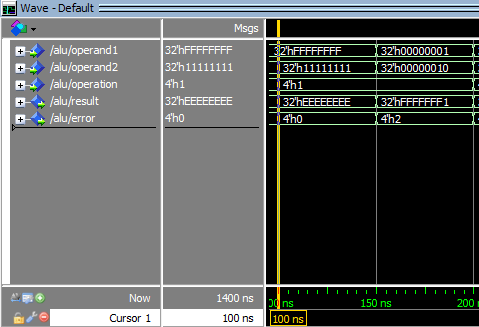 Wave - Default
Msgs
/alu/operand1 32'hFFFFFFFF 32'hFFFFFFFF 32'h00000001
/alu/operand2 32'h11111111 32'h11111111 32'h00000010
/alu/operation 4'h1 4'h1
/alu/result 32'hEEEEEEEE 32'hEEEEEEEE 32'hFFFFFFF1
/alu/error 4'h0 4'h0 4'h2
Now 1400 ns 00 ns 150 ns 200 n
Cursor 1 100 ns 100 ns